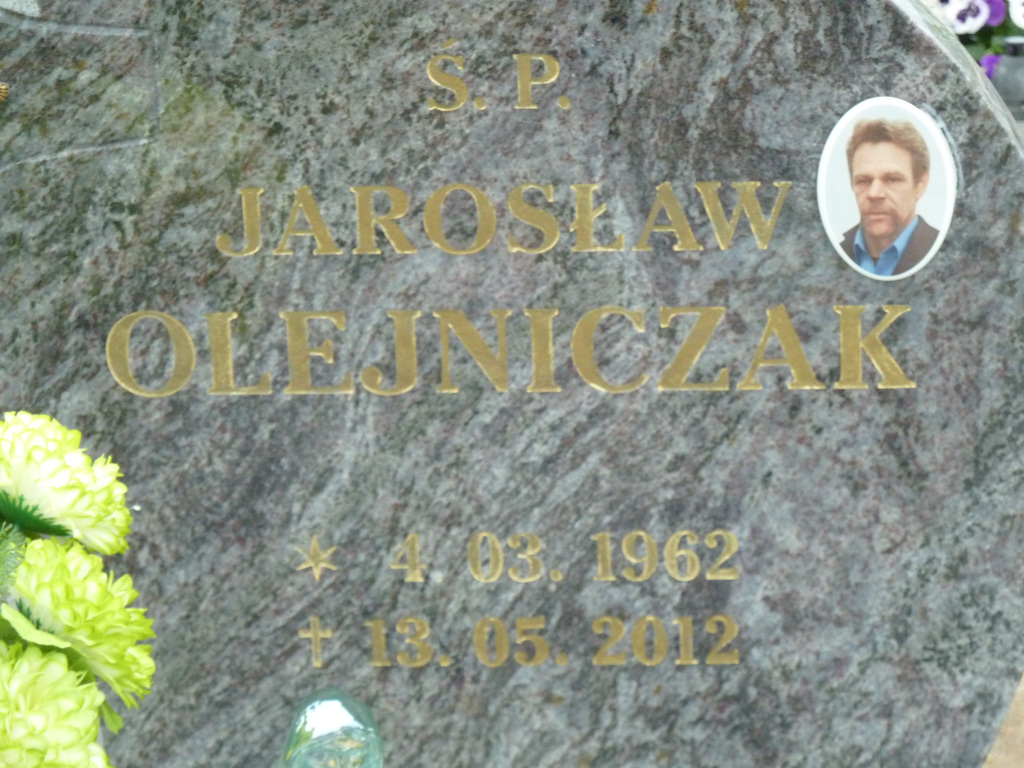 Ś. P.
JAROSŁAW
OLEJNICZAK
* 4. 03. 1962
† 13. 05. 2012